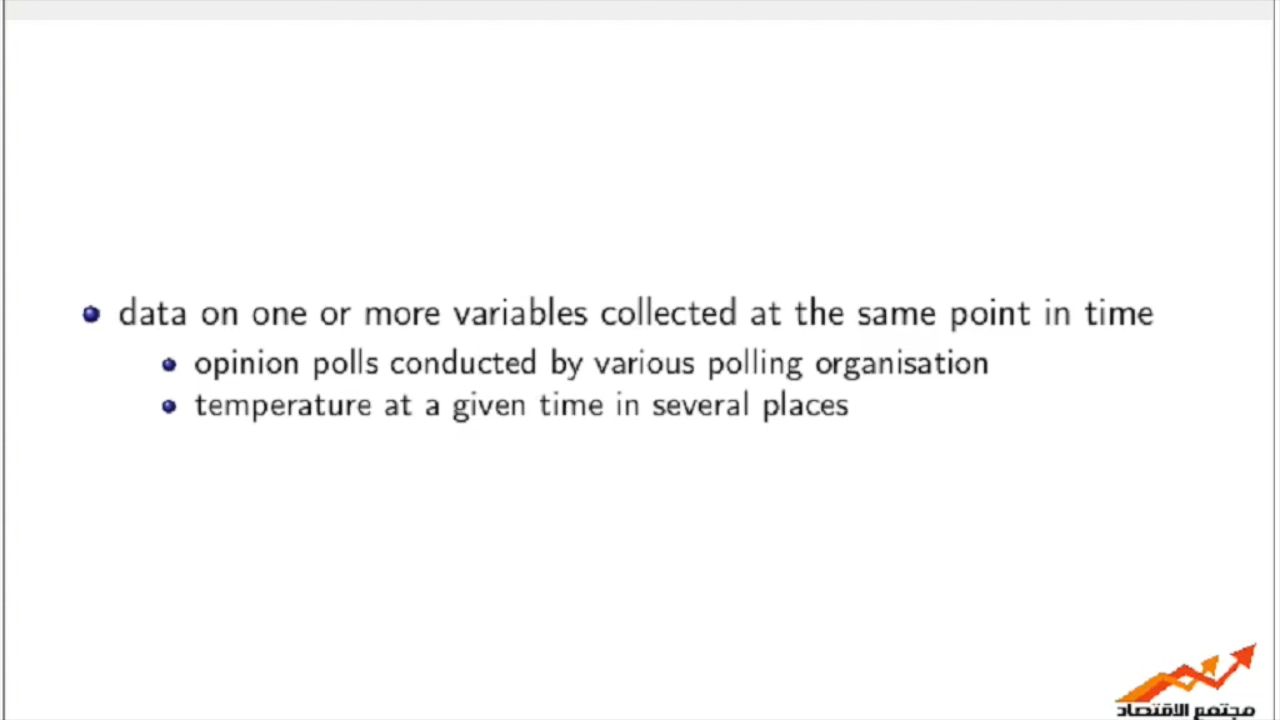 data on one or more variables collected at the same point in time
opinion polls conducted by various polling organisation
temperature at a given time in several places
مجتمع الاقتصاد